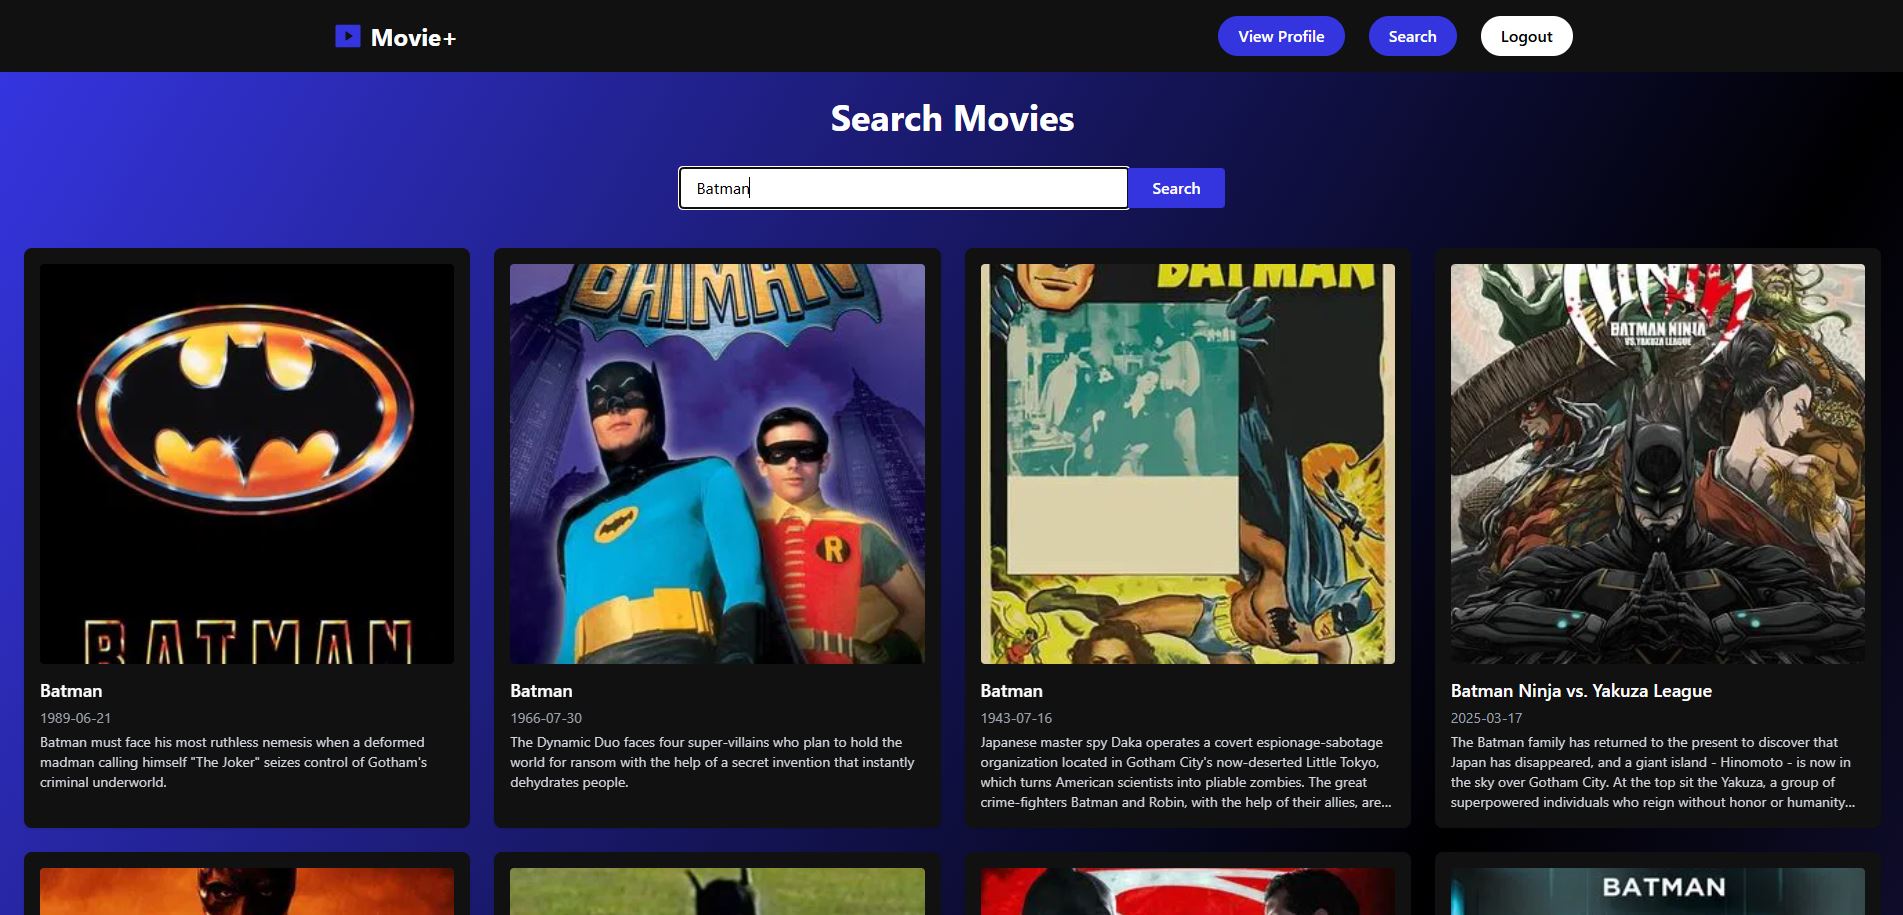 Movie+
View Profile
Search
Logout
Search Movies
Batman
Search
BATMAN
BATMAN
BATMAN
BATMAN NINJA
VS. YAKUZA LEAGUE
R
Batman
1989-06-21
Batman must face his most ruthless nemesis when a deformed
madman calling himself "The Joker" seizes control of Gotham's
criminal underworld.
Batman
1966-07-30
The Dynamic Duo faces four super-villains who plan to hold the
world for ransom with the help of a secret invention that instantly
dehydrates people.
Batman
1943-07-16
Japanese master spy Daka operates a covert espionage-sabotage
organization located in Gotham City's now-deserted Little Tokyo,
which turns American scientists into pliable zombies. The great
crime-fighters Batman and Robin, with the help of their allies, are...
Batman Ninja vs. Yakuza League
2025-03-17
The Batman family has returned to the present to discover that
Japan has disappeared, and a giant island - Hinomoto - is now in
the sky over Gotham City. At the top sit the Yakuza, a group of
superpowered individuals who reign without honor or humanity...
BATMAN